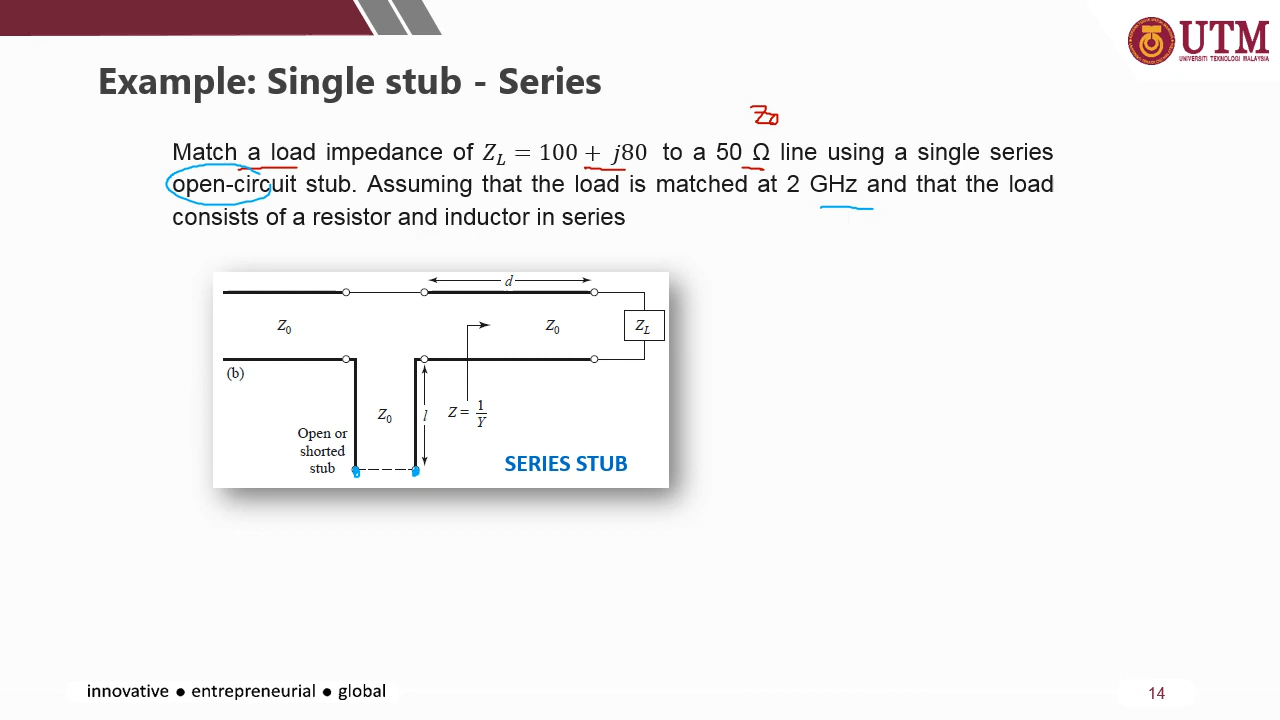 UTM
UNIVERSITI TEKNOLOGI MALAYSIA
Example: Single stub - Series
Z₀
Match a load impedance of Z_L = 100 + j80 to a 50 Ω line using a single series
open-circuit stub. Assuming that the load is matched at 2 GHz and that the load
consists of a resistor and inductor in series
d
Z₀
Z₀
Z_L
(b)
Z₀
l
Z = 1/Y
Open or
shorted
stub
SERIES STUB
innovative ● entrepreneurial ● global
14